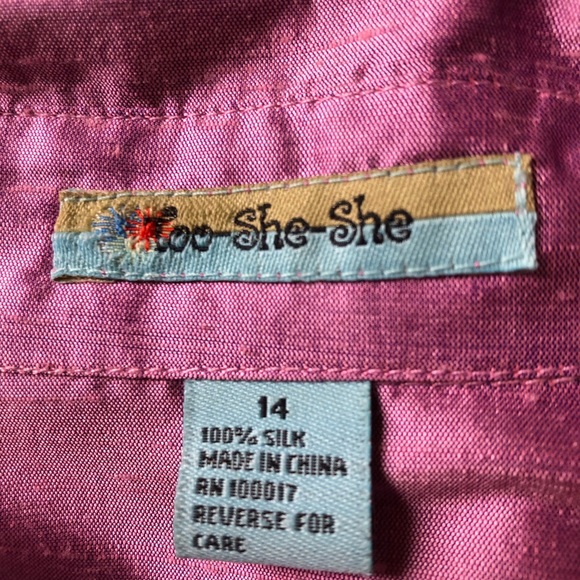 Too-She-She
14
100% SILK
MADE IN CHINA
RN 100017
REVERSE FOR
CARE